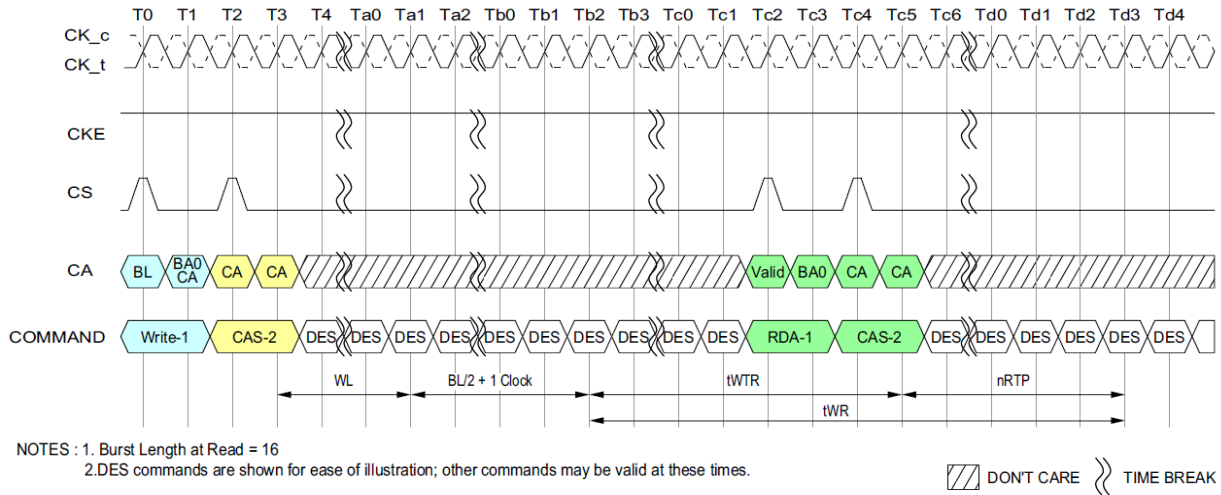 T0 T1 T2 T3 T4 Ta0 Ta1 Ta2 Tb0 Tb1 Tb2 Tb3 Tc0 Tc1 Tc2 Tc3 Tc4 Tc5 Tc6 Td0 Td1 Td2 Td3 Td4
CK_c
CK_t
CKE
CS
CA BL BA0 CA CA CA Valid BA0 CA CA
COMMAND Write-1 CAS-2 DES DES DES DES DES DES DES DES DES DES RDA-1 CAS-2 DES DES DES DES DES DES
WL BL/2 + 1 Clock tWTR nRTP
tWR
NOTES : 1. Burst Length at Read = 16
2.DES commands are shown for ease of illustration; other commands may be valid at these times.
DON'T CARE TIME BREAK